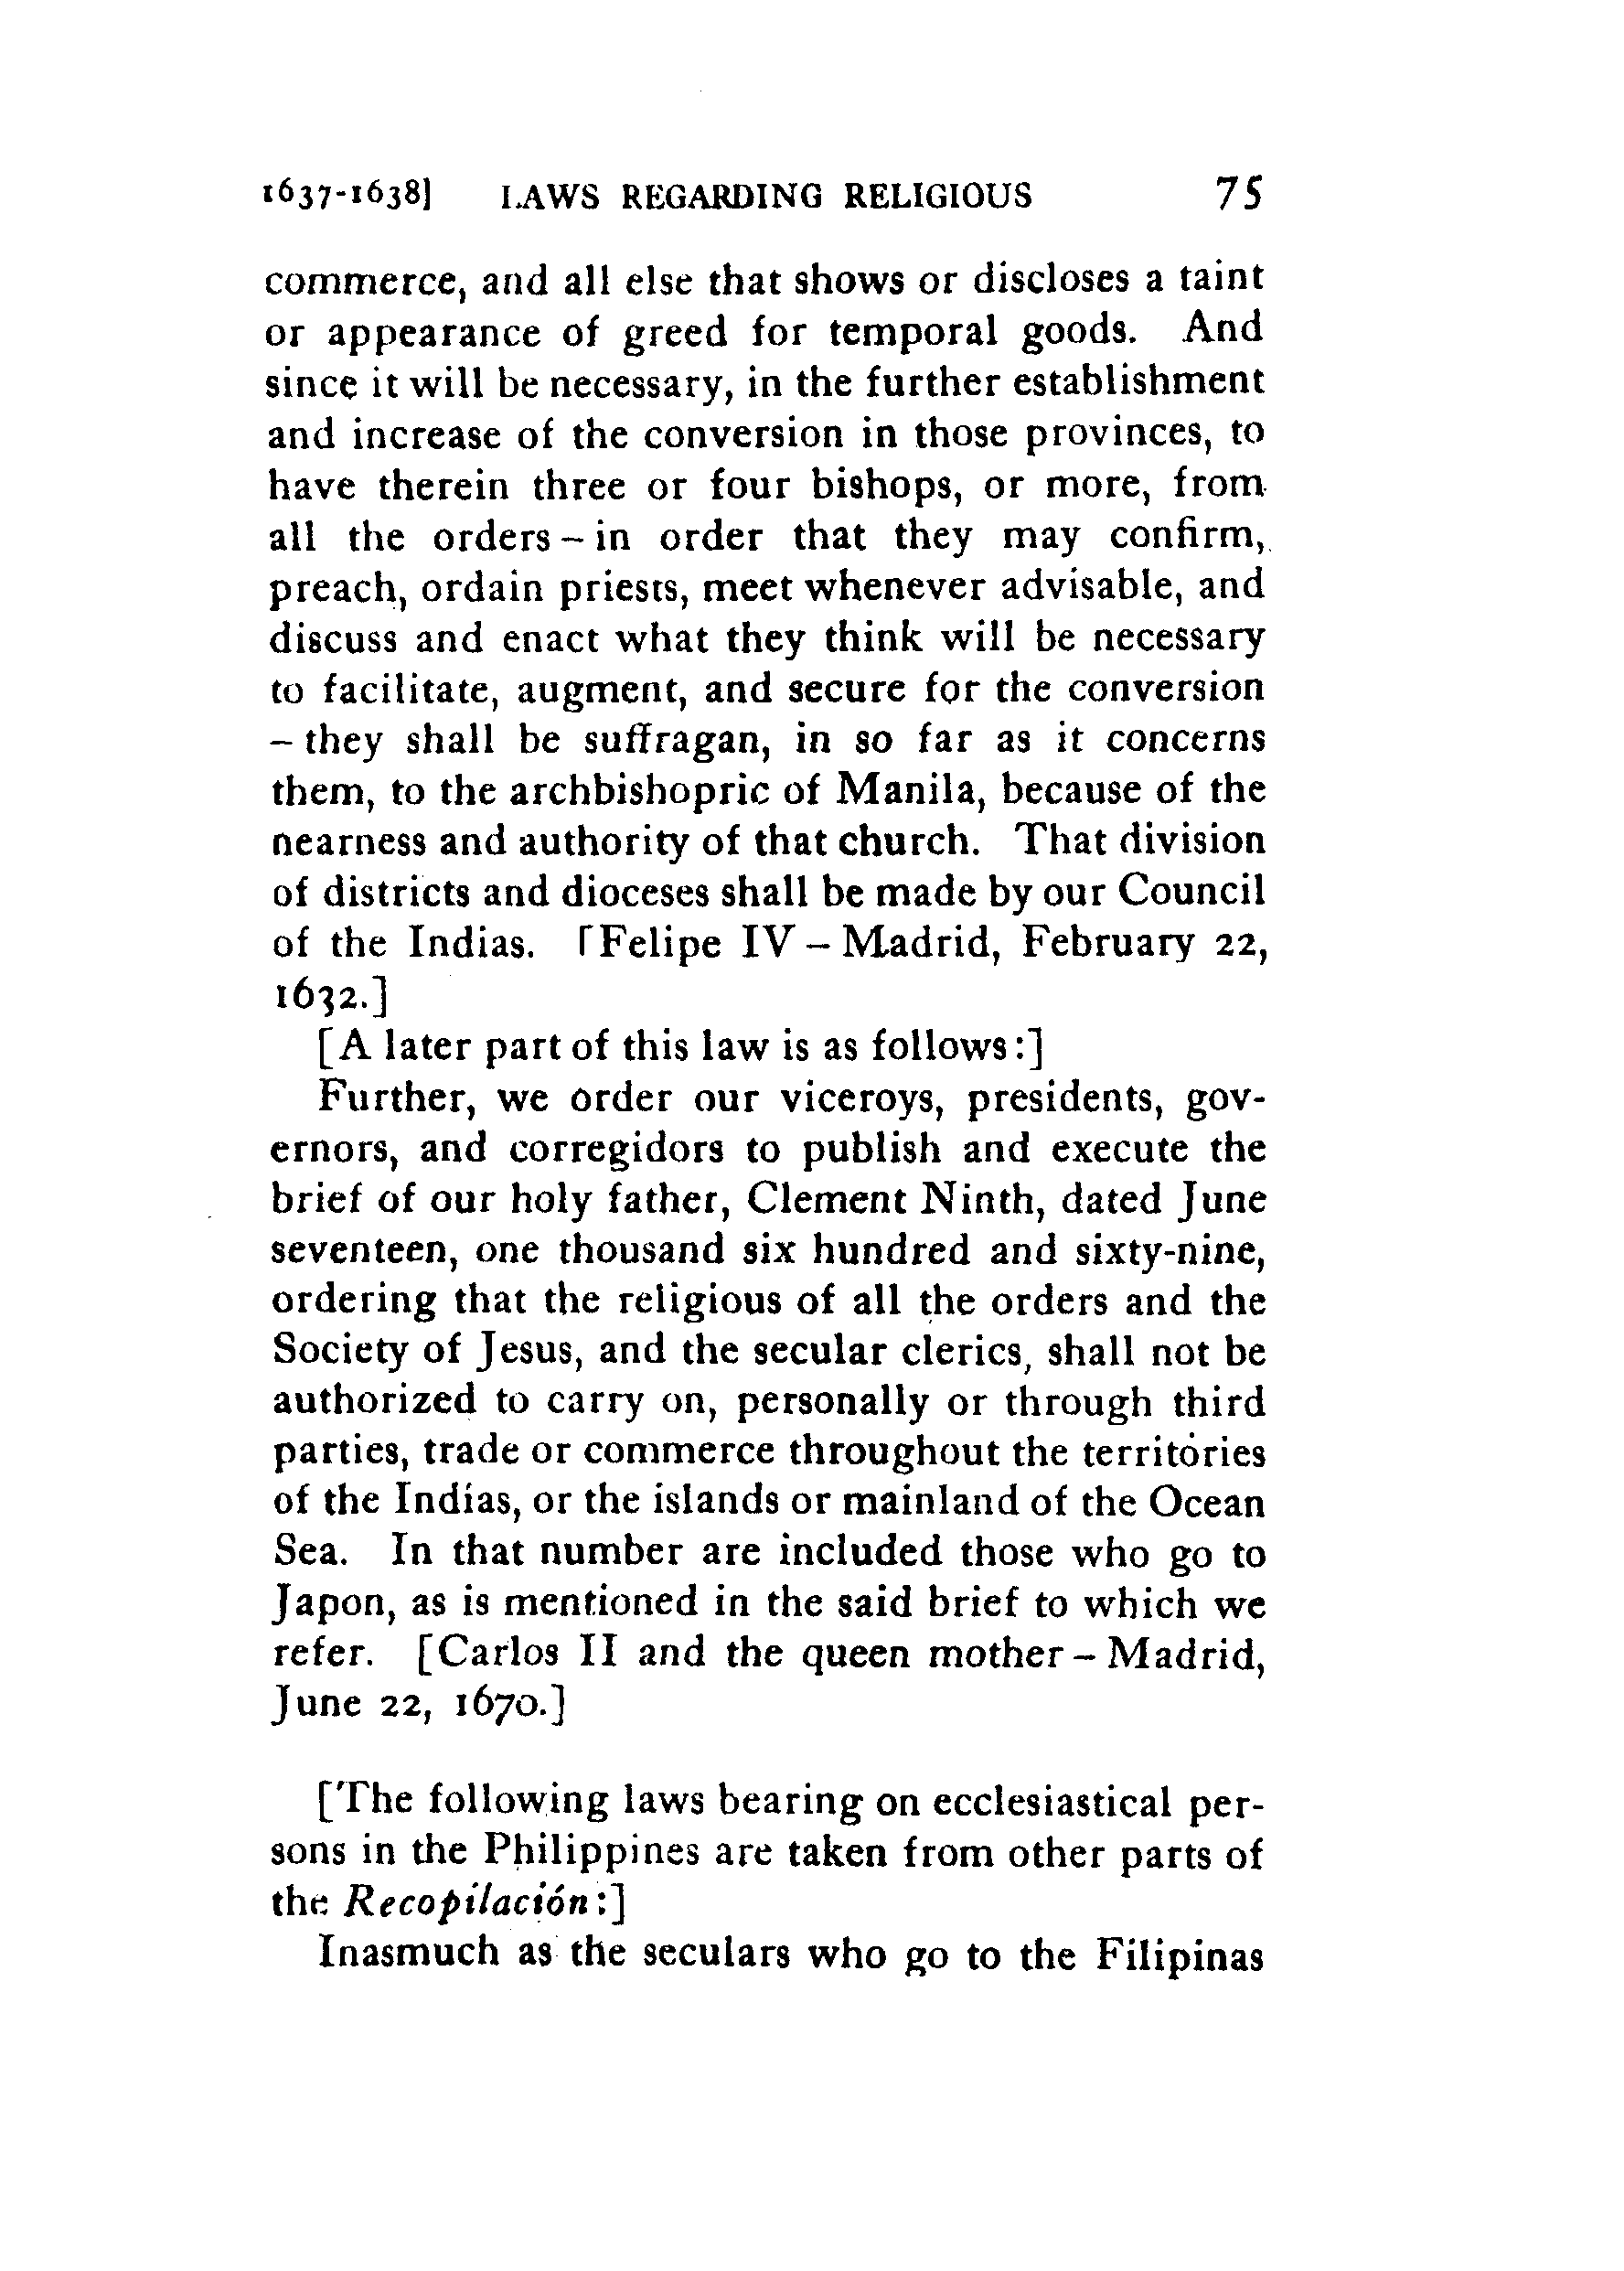 1637-1638] LAWS REGARDING RELIGIOUS 75
commerce, and all else that shows or discloses a taint
or appearance of greed for temporal goods. And
since it will be necessary, in the further establishment
and increase of the conversion in those provinces, to
have therein three or four bishops, or more, from
all the orders – in order that they may confirm,
preach, ordain priests, meet whenever advisable, and
discuss and enact what they think will be necessary
to facilitate, augment, and secure for the conversion
– they shall be suffragan, in so far as it concerns
them, to the archbishopric of Manila, because of the
nearness and authority of that church. That division
of districts and dioceses shall be made by our Council
of the Indias. [Felipe IV – Madrid, February 22,
1632.]
[A later part of this law is as follows:]
Further, we order our viceroys, presidents, gov-
ernors, and corregidors to publish and execute the
brief of our holy father, Clement Ninth, dated June
seventeen, one thousand six hundred and sixty-nine,
ordering that the religious of all the orders and the
Society of Jesus, and the secular clerics, shall not be
authorized to carry on, personally or through third
parties, trade or commerce throughout the territories
of the Indias, or the islands or mainland of the Ocean
Sea. In that number are included those who go to
Japon, as is mentioned in the said brief to which we
refer. [Carlos II and the queen mother – Madrid,
June 22, 1670.]
[The following laws bearing on ecclesiastical per-
sons in the Philippines are taken from other parts of
the Recopilación:]
Inasmuch as the seculars who go to the Filipinas